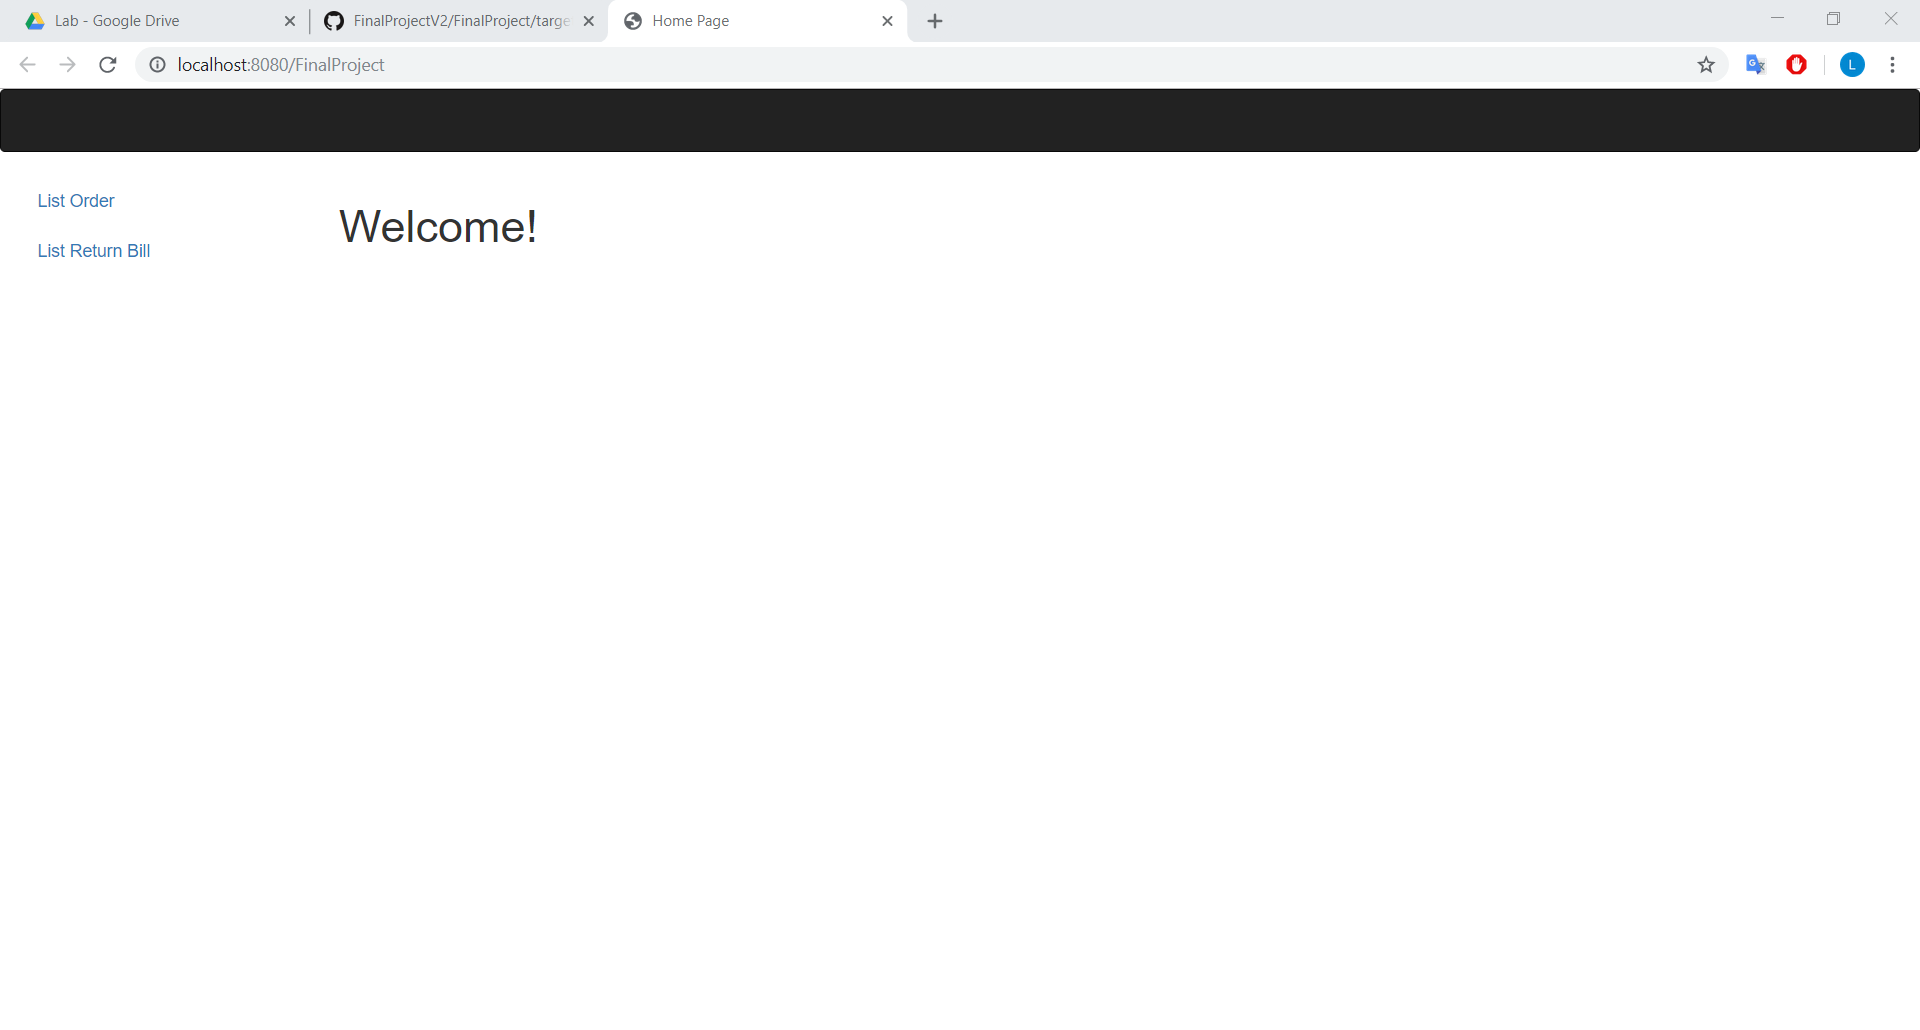 Lab - Google Drive
FinalProjectV2/FinalProject/targe
Home Page
localhost:8080/FinalProject
L
List Order
List Return Bill
Welcome!